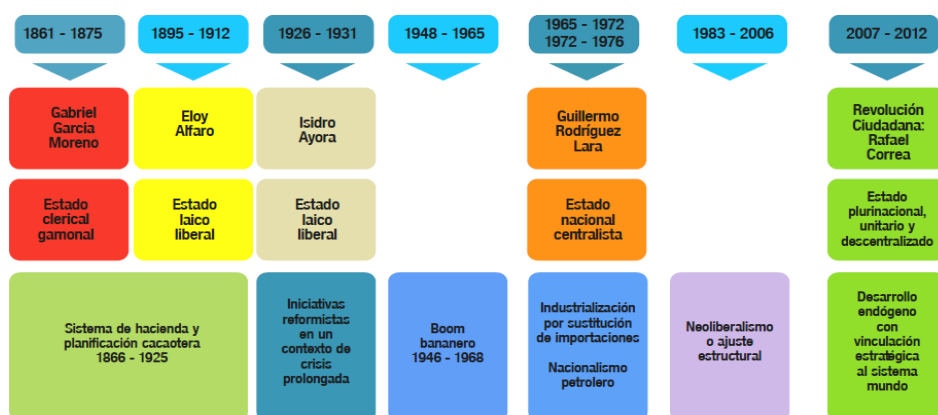 1861 - 1875
1895 - 1912
1926 - 1931
1948 - 1965
1965 - 1972
1972 - 1976
1983 - 2006
2007 - 2012
Gabriel
Garcia
Moreno
Eloy
Alfaro
Isidro
Ayora
Guillermo
Rodríguez
Lara
Revolución
Ciudadana:
Rafael
Correa
Estado
clerical
gamonal
Estado
laico
liberal
Estado
laico
liberal
Estado
nacional
centralista
Estado
plurinacional,
unitario y
descentralizado
Sistema de hacienda y
planificación cacaotera
1866 - 1925
Iniciativas
reformistas
en un
contexto de
crisis
prolongada
Boom
bananero
1946 - 1968
Industrialización
por sustitución
de importaciones
Nacionalismo
petrolero
Neoliberalismo
o ajuste
estructural
Desarrollo
endógeno
con
vinculación
estratégica
al sistema
mundo